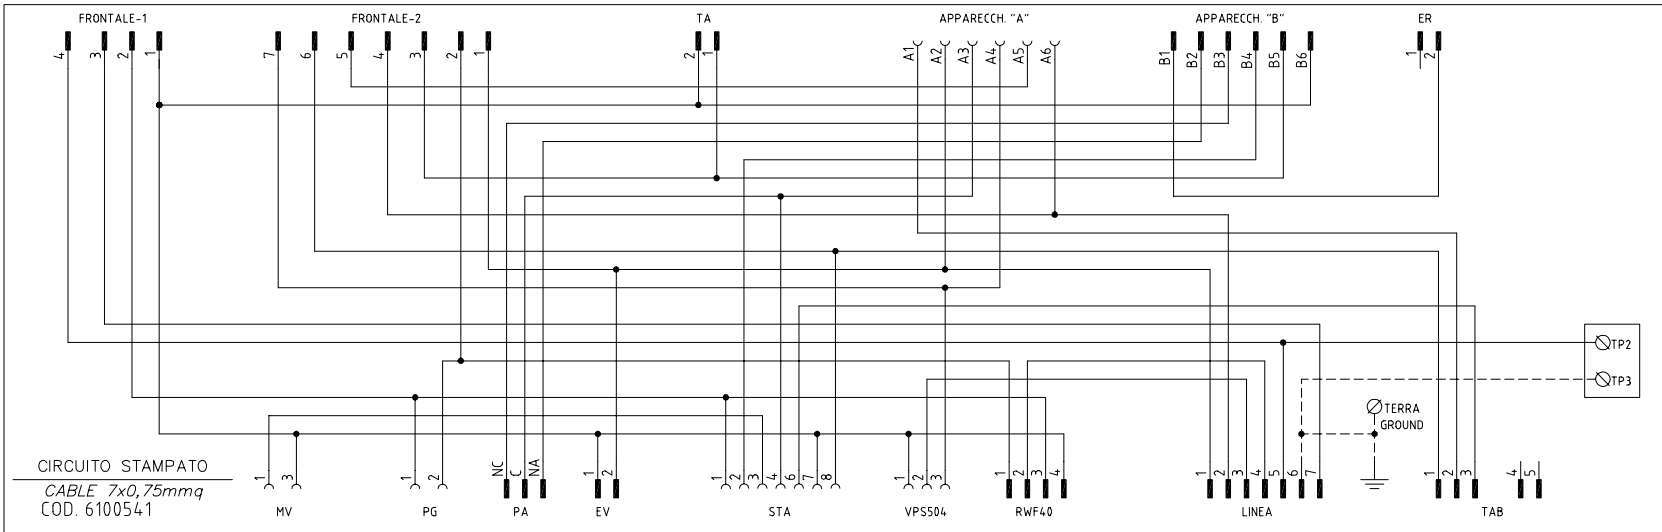 FRONTALE-1 FRONTALE-2 TA APPARECCH. "A" APPARECCH. "B" ER
4 3 2 1 7 6 5 4 3 2 1 2 1 A1 A2 A3 A4 A5 A6 B1 B2 B3 B4 B5 B6 1 2
TP2
TP3
TERRA
GROUND
CIRCUITO STAMPATO
CABLE 7x0,75mmq
COD. 6100541
1 3 1 2 NC C NA 1 2 1 2 3 4 6 7 8 1 2 3 1 2 3 4 1 2 3 4 5 6 7 1 2 3 4 5
MV PG PA EV STA VPS504 RWF40 LINEA TAB